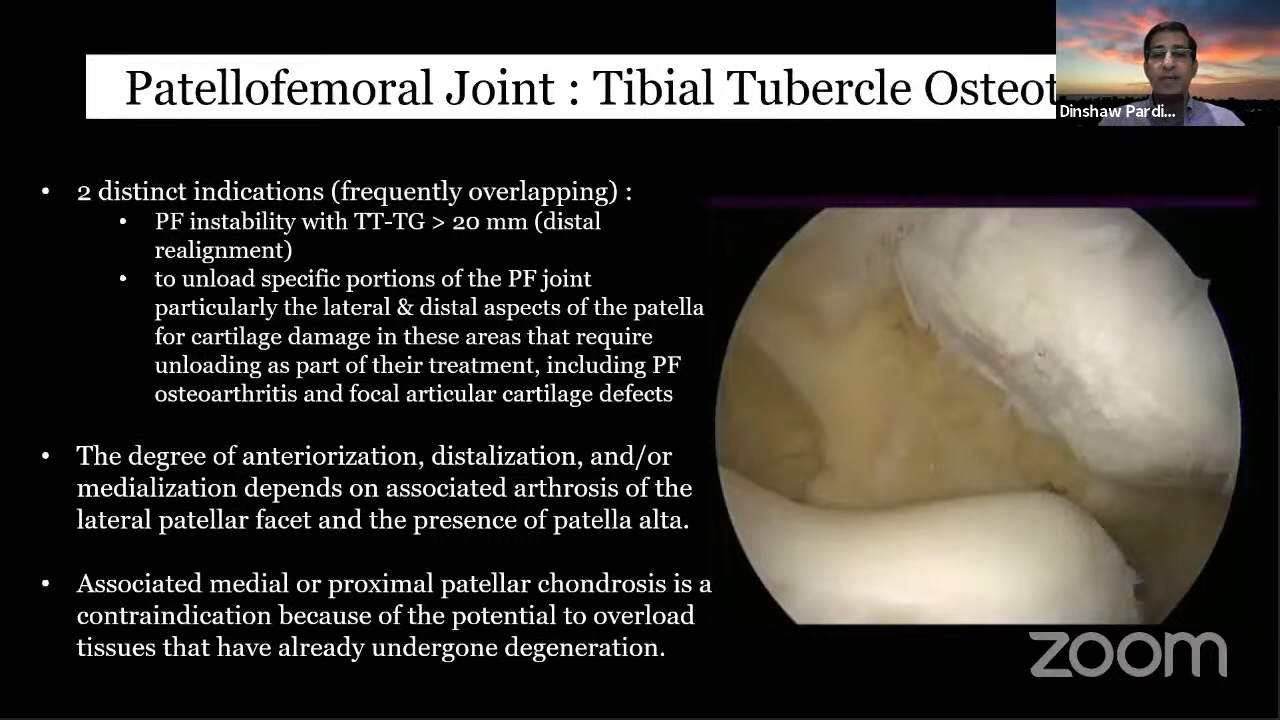 Patellofemoral Joint : Tibial Tubercle Osteot
Dinshaw Pardi...
• 2 distinct indications (frequently overlapping) :
• PF instability with TT-TG > 20 mm (distal
realignment)
• to unload specific portions of the PF joint
particularly the lateral & distal aspects of the patella
for cartilage damage in these areas that require
unloading as part of their treatment, including PF
osteoarthritis and focal articular cartilage defects
• The degree of anteriorization, distalization, and/or
medialization depends on associated arthrosis of the
lateral patellar facet and the presence of patella alta.
• Associated medial or proximal patellar chondrosis is a
contraindication because of the potential to overload
tissues that have already undergone degeneration.
zoom